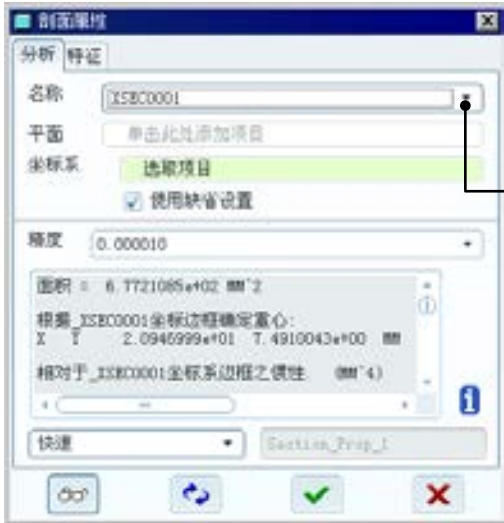 剖面属性
分析 特征
名称 XSEC0001
平面 单击此处添加项目
坐标系 选取项目
使用缺省设置
精度 0.000010
面积 = 6.7721085e+02 MM^2
根据_XSEC0001坐标边框确定重心:
X Y 2.0946999e+01 7.4910043e+00 MM
相对于_XSEC0001坐标系边框之惯性 (MM^4)
快速 Section_Prop_1